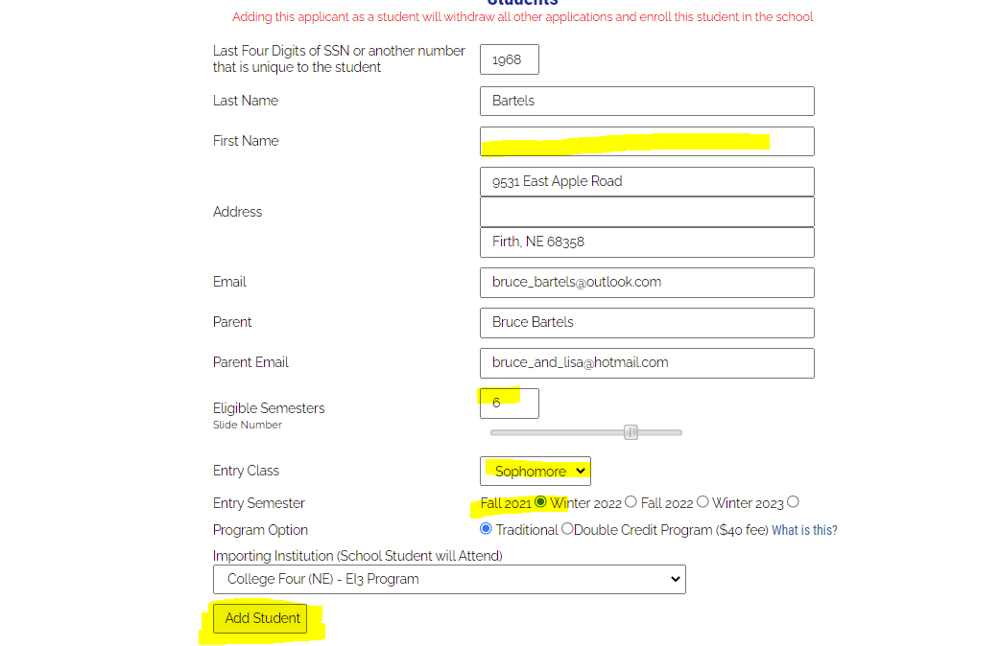 Students
Adding this applicant as a student will withdraw all other applications and enroll this student in the school
Last Four Digits of SSN or another number
that is unique to the student
1968
Last Name
Bartels
First Name
9531 East Apple Road
Address
Firth, NE 68358
Email
bruce_bartels@outlook.com
Parent
Bruce Bartels
Parent Email
bruce_and_lisa@hotmail.com
Eligible Semesters
Slide Number
6
Entry Class
Sophomore
Entry Semester
Fall 2021 Winter 2022 Fall 2022 Winter 2023
Program Option
Traditional Double Credit Program ($40 fee) What is this?
Importing Institution (School Student will Attend)
College Four (NE) - EI3 Program
Add Student